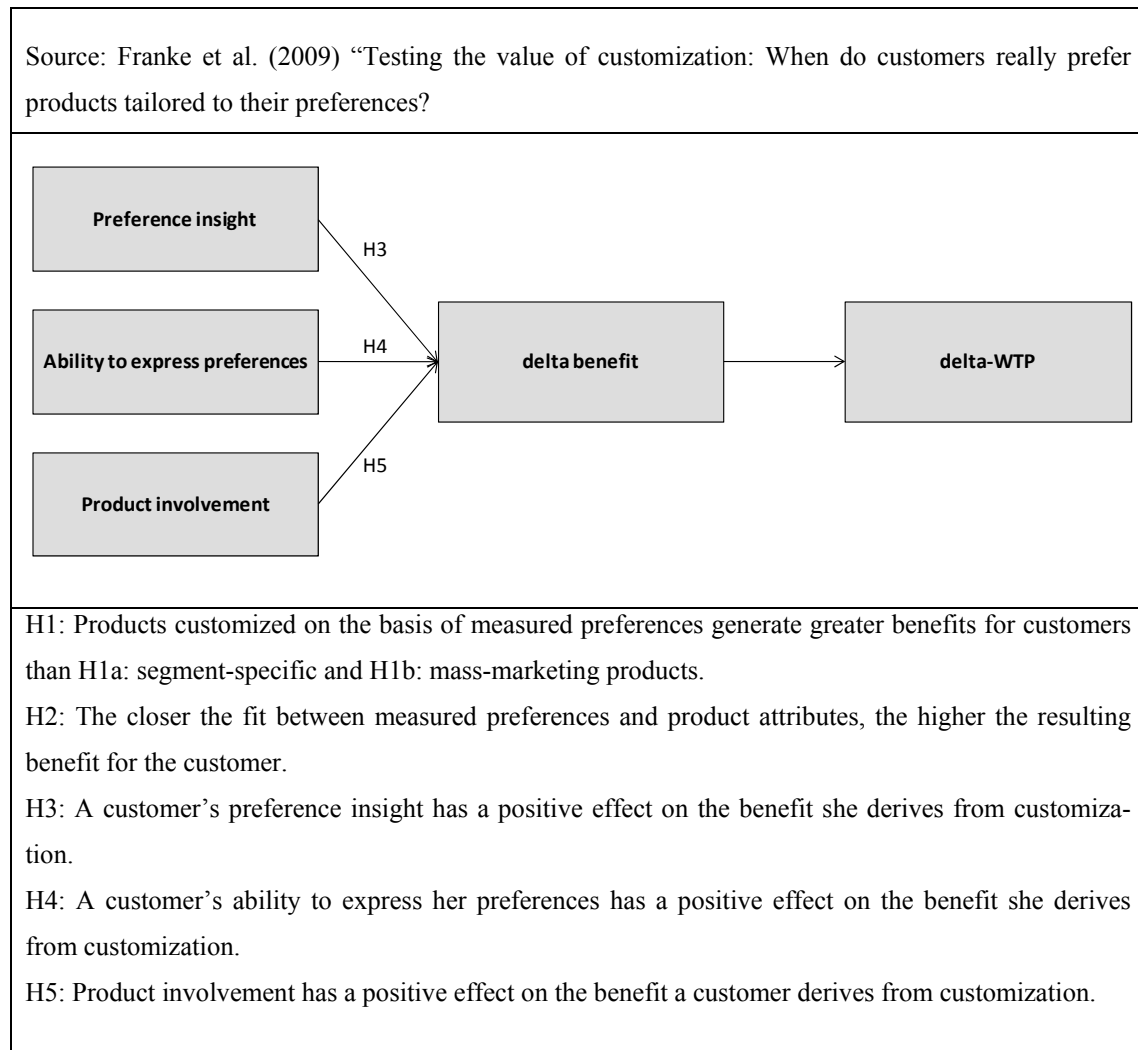 Source: Franke et al. (2009) “Testing the value of customization: When do customers really prefer
products tailored to their preferences?
Preference insight
H3
Ability to express preferences
H4
delta benefit
delta-WTP
H5
Product involvement
H1: Products customized on the basis of measured preferences generate greater benefits for customers
than H1a: segment-specific and H1b: mass-marketing products.
H2: The closer the fit between measured preferences and product attributes, the higher the resulting
benefit for the customer.
H3: A customer’s preference insight has a positive effect on the benefit she derives from customiza-
tion.
H4: A customer’s ability to express her preferences has a positive effect on the benefit she derives
from customization.
H5: Product involvement has a positive effect on the benefit a customer derives from customization.